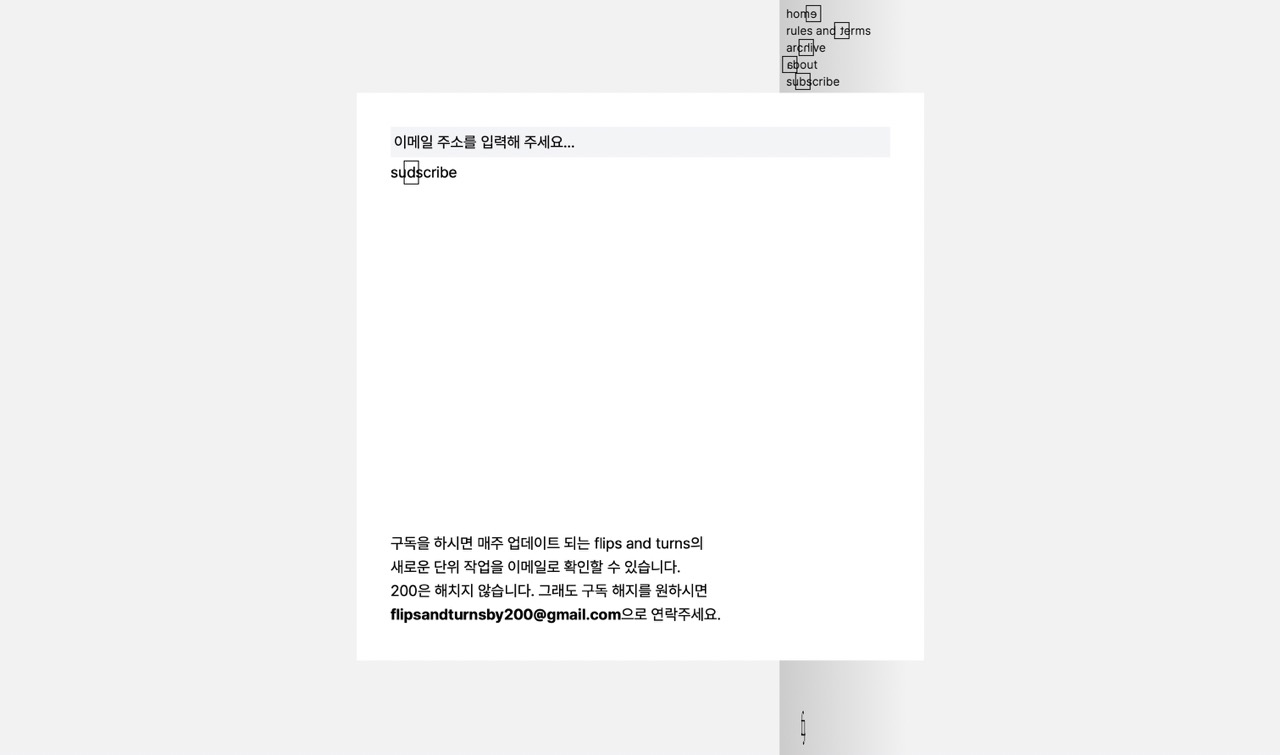 home
rules and terms
archive
about
subscribe
이메일 주소를 입력해 주세요...
sudscribe
구독을 하시면 매주 업데이트 되는 flips and turns의
새로운 단위 작업을 이메일로 확인할 수 있습니다.
200은 해치지 않습니다. 그래도 구독 해지를 원하시면
flipsandturnsby200@gmail.com으로 연락주세요.